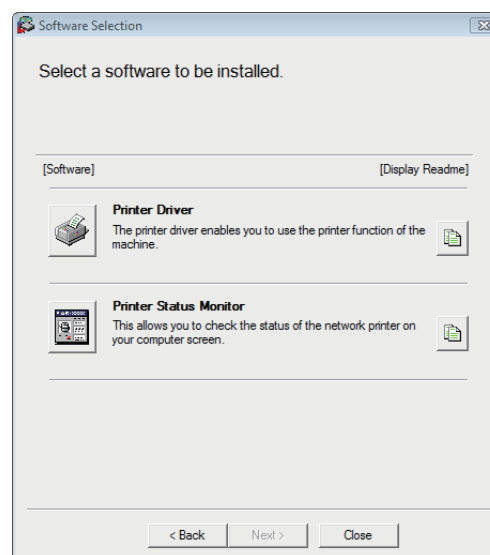 Software Selection
Select a software to be installed.
[Software] [Display Readme]
Printer Driver
The printer driver enables you to use the printer function of the
machine.
Printer Status Monitor
This allows you to check the status of the network printer on
your computer screen.
< Back Next > Close